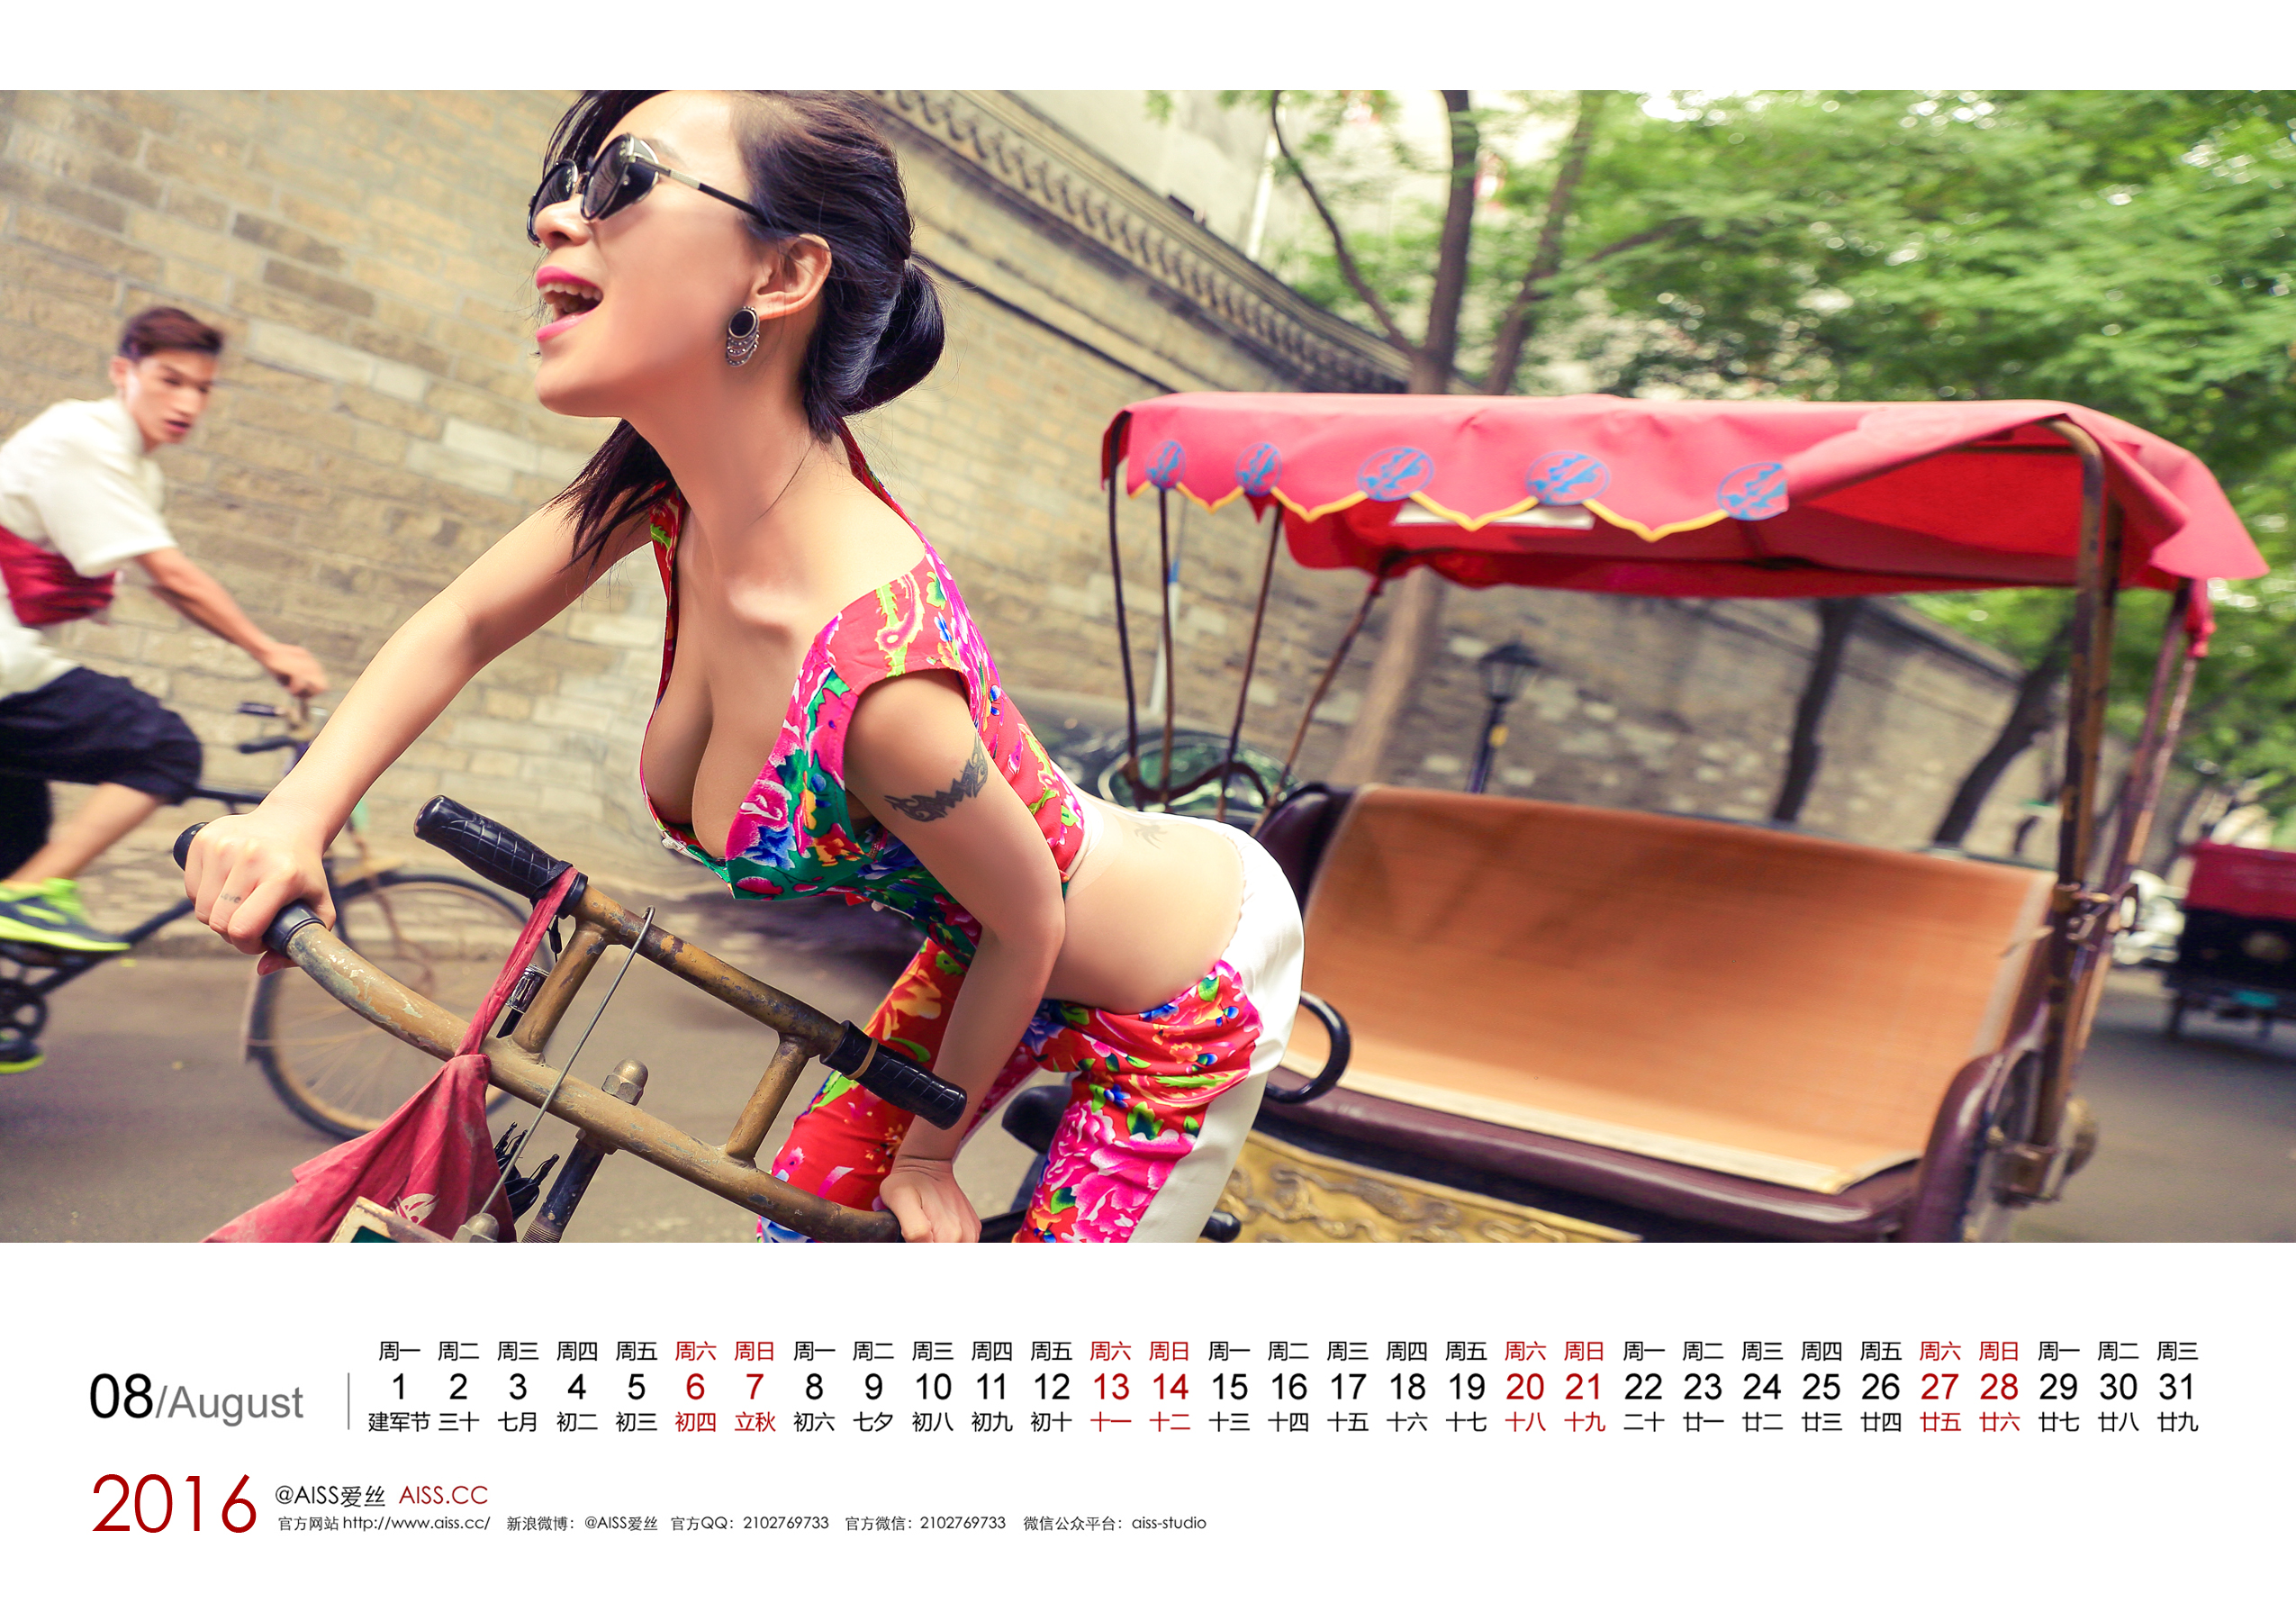 周一 周二 周三 周四 周五 周六 周日 周一 周二 周三 周四 周五 周六 周日 周一 周二 周三 周四 周五 周六 周日 周一 周二 周三 周四 周五 周六 周日 周一 周二 周三
08/August 1 2 3 4 5 6 7 8 9 10 11 12 13 14 15 16 17 18 19 20 21 22 23 24 25 26 27 28 29 30 31
建军节 三十 七月 初二 初三 初四 立秋 初六 七夕 初八 初九 初十 十一 十二 十三 十四 十五 十六 十七 十八 十九 二十 廿一 廿二 廿三 廿四 廿五 廿六 廿七 廿八 廿九
2016 @AISS爱丝 AISS.CC
官方网站 http://www.aiss.cc/ 新浪微博：@AISS爱丝 官方QQ：2102769733 官方微信：2102769733 微信公众平台：aiss-studio